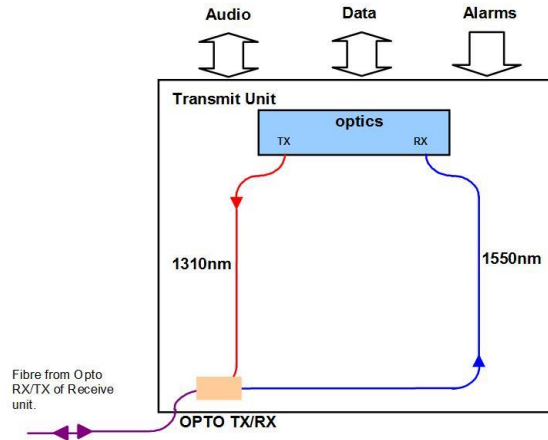 Audio
Data
Alarms
Transmit Unit
optics
TX
RX
1310nm
1550nm
Fibre from Opto
RX/TX of Receive
unit.
OPTO TX/RX